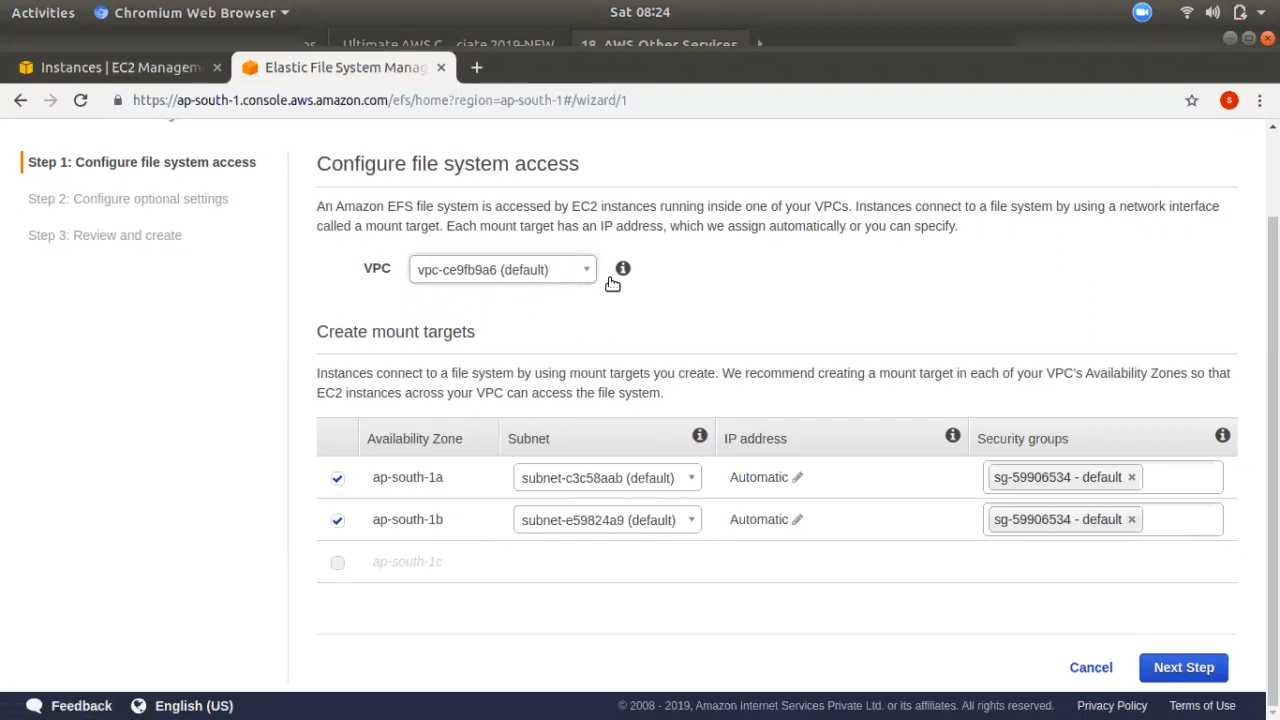 Activities
Chromium Web Browser
Sat 08:24
Ultimate AWS C... ciate 2019-NEW
18. AWS Other Services
Instances | EC2 Managem
Elastic File System Manag
https://ap-south-1.console.aws.amazon.com/efs/home?region=ap-south-1#/wizard/1
S
Step 1: Configure file system access
Step 2: Configure optional settings
Step 3: Review and create
Configure file system access
An Amazon EFS file system is accessed by EC2 instances running inside one of your VPCs. Instances connect to a file system by using a network interface
called a mount target. Each mount target has an IP address, which we assign automatically or you can specify.
VPC
vpc-ce9fb9a6 (default)
Create mount targets
Instances connect to a file system by using mount targets you create. We recommend creating a mount target in each of your VPC's Availability Zones so that
EC2 instances across your VPC can access the file system.
Availability Zone
Subnet
IP address
Security groups
ap-south-1a
subnet-c3c58aab (default)
Automatic
sg-59906534 - default
ap-south-1b
subnet-e59824a9 (default)
Automatic
sg-59906534 - default
ap-south-1c
Cancel
Next Step
Feedback
English (US)
© 2008 - 2019, Amazon Internet Services Private Ltd. or its affiliates. All rights reserved.
Privacy Policy
Terms of Use